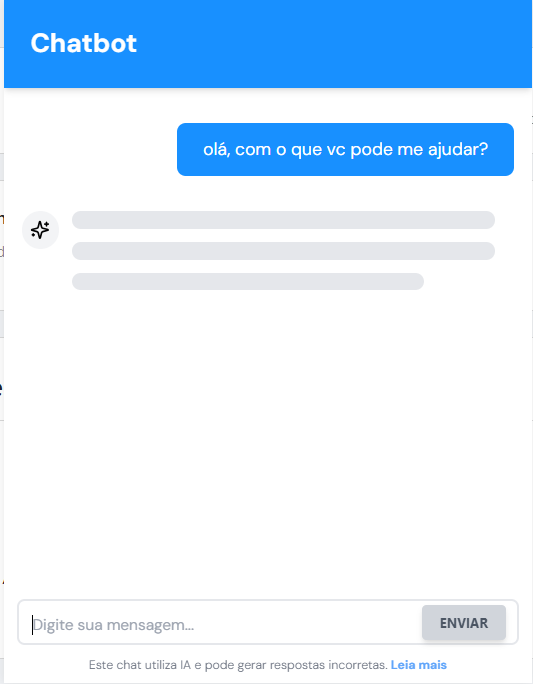 Chatbot
olá, com o que vc pode me ajudar?
Digite sua mensagem...
ENVIAR
Este chat utiliza IA e pode gerar respostas incorretas. Leia mais